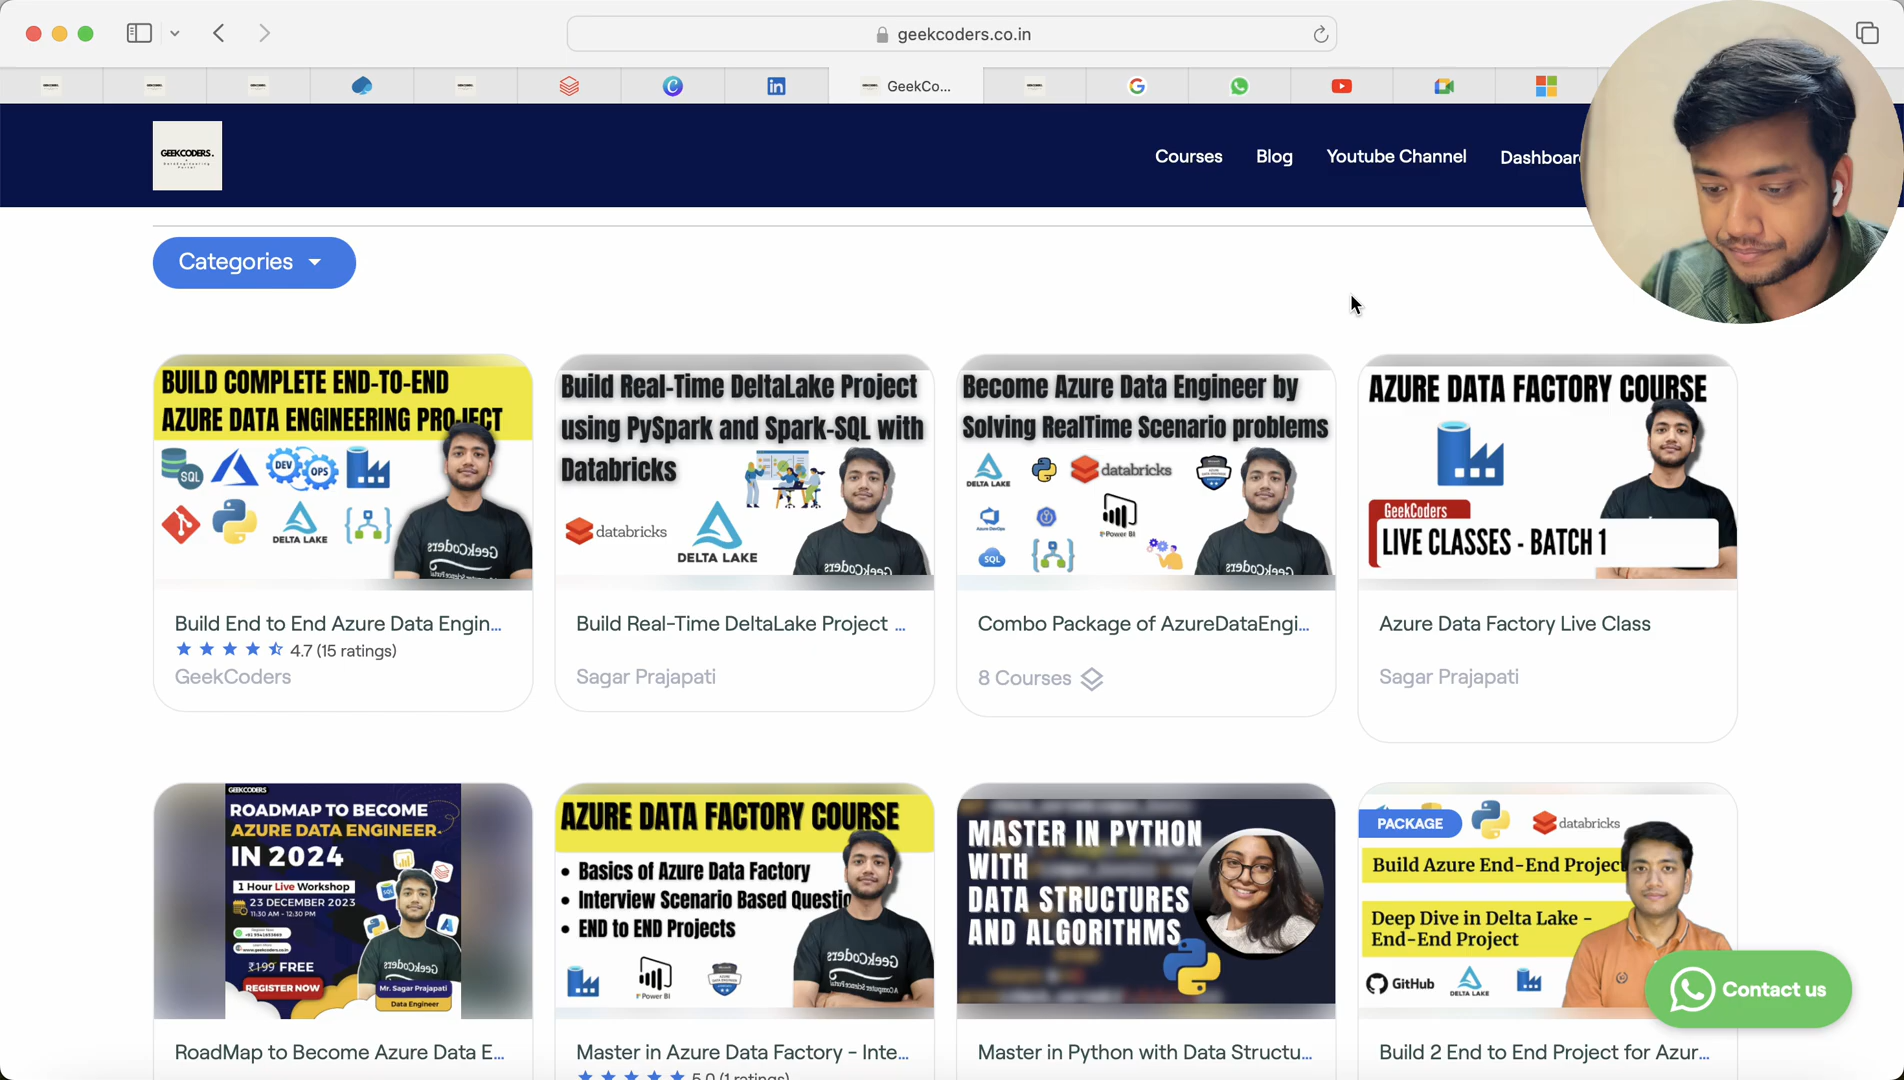 geekcoders.co.in
GeekCo...
GEEKCODERS.
Courses
Blog
Youtube Channel
Dashboar
Categories
BUILD COMPLETE END-TO-END
AZURE DATA ENGINEERING PROJECT
SQL
DEV
OPS
DELTA LAKE
GeekCoders
Build End to End Azure Data Engin...
4.7 (15 ratings)
GeekCoders
Build Real-Time DeltaLake Project
using PySpark and Spark-SQL with
Databricks
databricks
DELTA LAKE
GeekCoders
Build Real-Time DeltaLake Project ...
Sagar Prajapati
Become Azure Data Engineer by
Solving RealTime Scenario problems
DELTA LAKE
databricks
Azure DevOps
Power BI
SQL
GeekCoders
Combo Package of AzureDataEngi...
8 Courses
AZURE DATA FACTORY COURSE
GeekCoders
LIVE CLASSES - BATCH 1
Azure Data Factory Live Class
Sagar Prajapati
GEEKCODERS
ROADMAP TO BECOME
AZURE DATA ENGINEER
IN 2024
1 Hour Live Workshop
23 DECEMBER 2023
11:30 AM - 12:30 PM
₹199 FREE
REGISTER NOW
GeekCoders
Mr. Sagar Prajapati
Data Engineer
RoadMap to Become Azure Data E...
AZURE DATA FACTORY COURSE
• Basics of Azure Data Factory
• Interview Scenario Based Questio
• END to END Projects
Power BI
GeekCoders
Master in Azure Data Factory - Inte...
5.0 (1 ratings)
MASTER IN PYTHON
WITH
DATA STRUCTURES
AND ALGORITHMS
Master in Python with Data Structu...
PACKAGE
databricks
Build Azure End-End Project
Deep Dive in Delta Lake -
End-End Project
GitHub
DELTA LAKE
Contact us
Build 2 End to End Project for Azur...